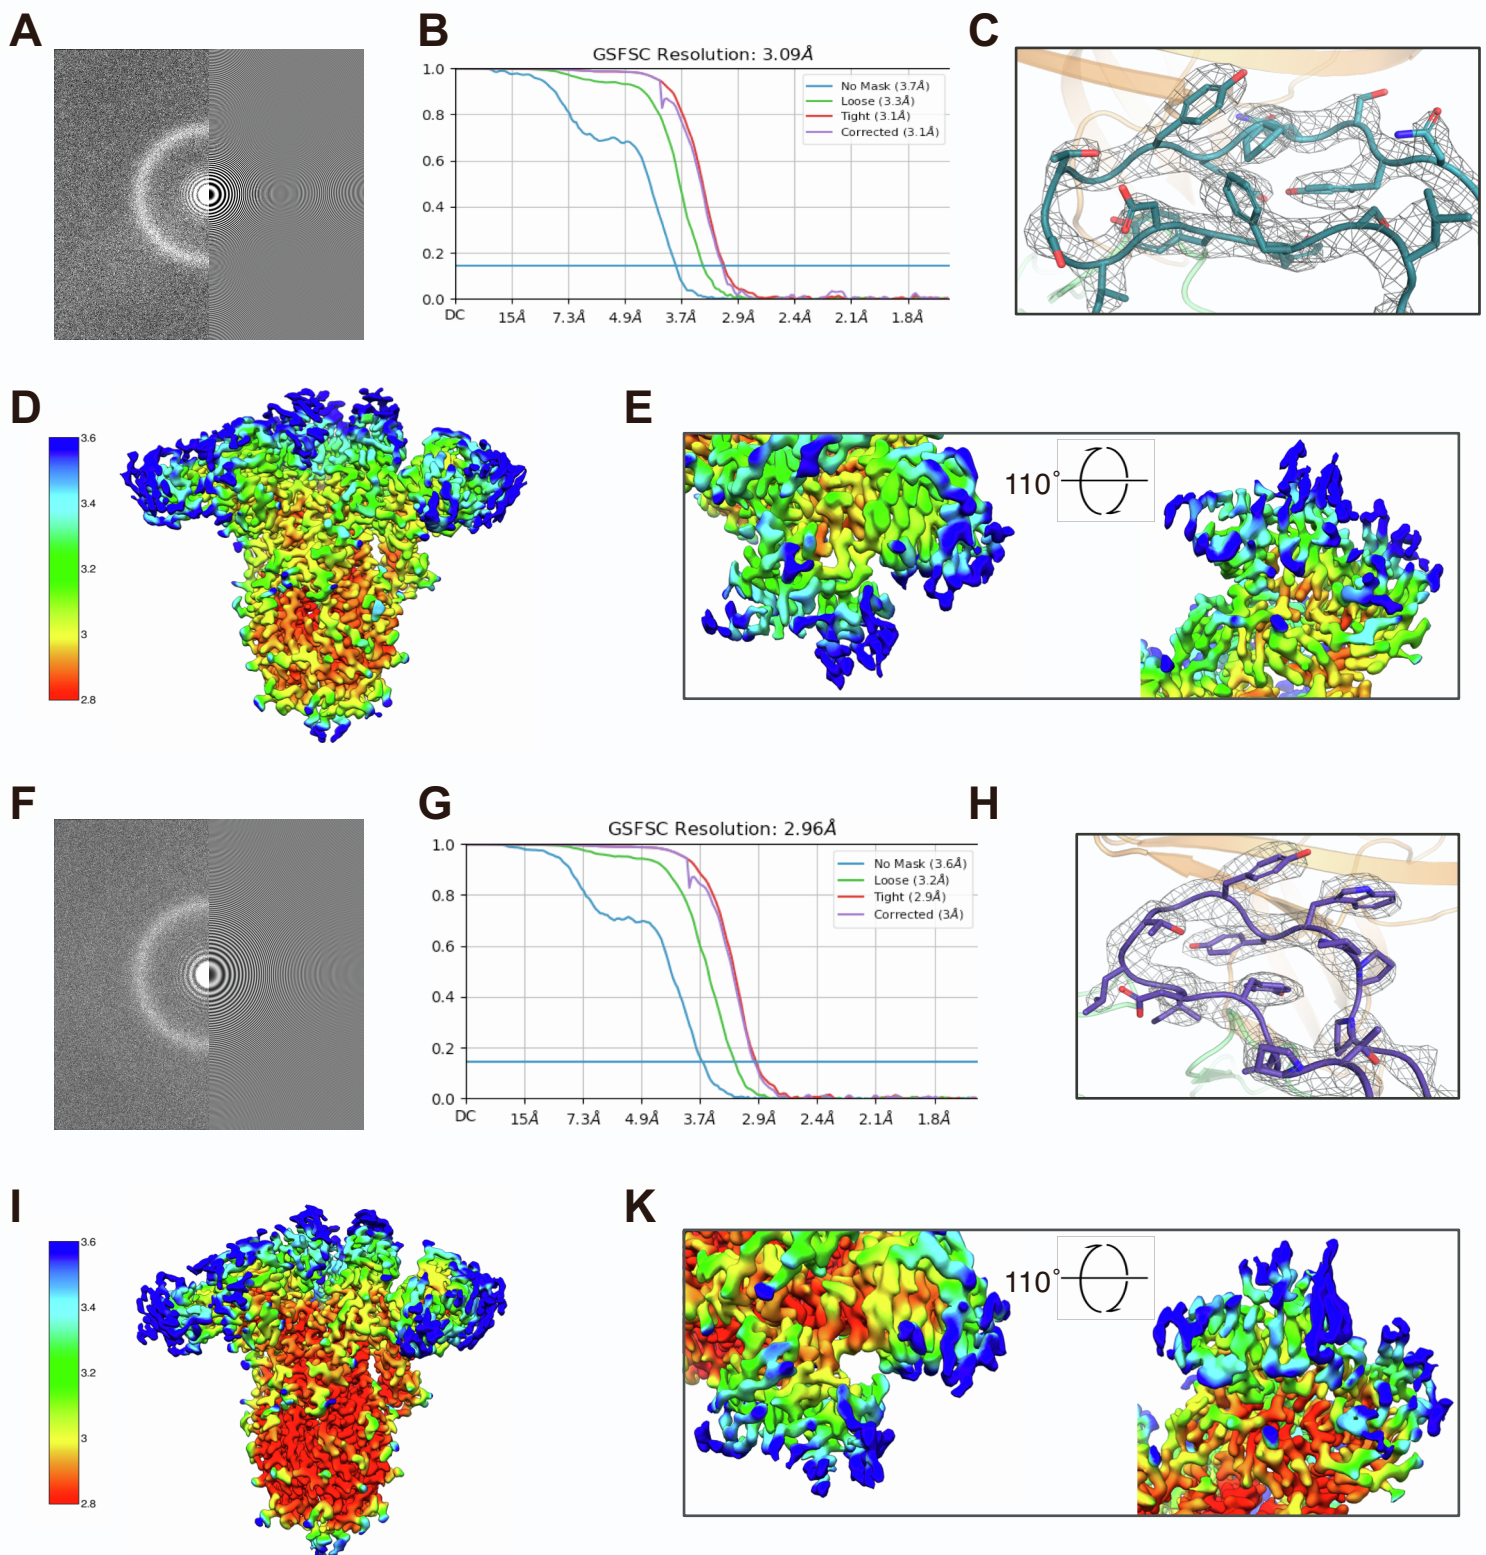 A
B
C
GSFSC Resolution: 3.09Å
1.0
0.8
0.6
0.4
0.2
0.0
No Mask (3.7Å)
Loose (3.3Å)
Tight (3.1Å)
Corrected (3.1Å)
DC 15Å 7.3Å 4.9Å 3.7Å 2.9Å 2.4Å 2.1Å 1.8Å
D
3.6
3.4
3.2
3
2.8
E
110°
F
G
H
GSFSC Resolution: 2.96Å
1.0
0.8
0.6
0.4
0.2
0.0
No Mask (3.6Å)
Loose (3.2Å)
Tight (2.9Å)
Corrected (3Å)
DC 15Å 7.3Å 4.9Å 3.7Å 2.9Å 2.4Å 2.1Å 1.8Å
I
3.6
3.4
3.2
3
2.8
K
110°